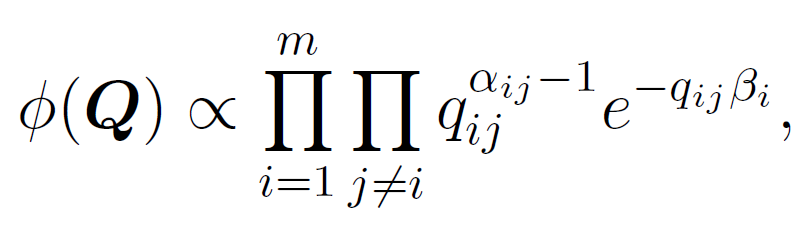 ϕ(𝑸) ∝ ∏_{i=1}^{m} ∏_{j≠i} q_{ij}^{α_{ij}−1} e^{−q_{ij}β_i},